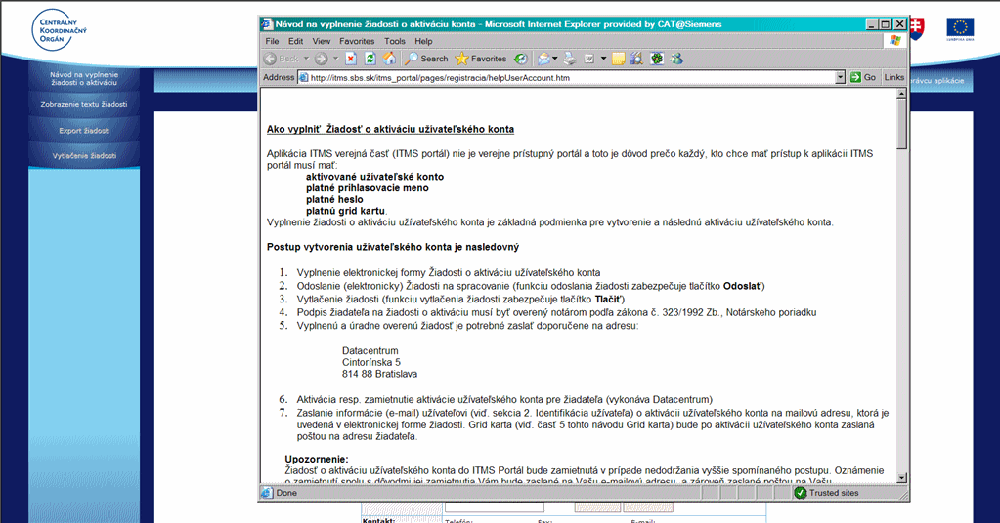 CENTRÁLNY
KOORDINAČNÝ
ORGÁN
Návod na vyplnenie
žiadosti o aktiváciu
Zobrazenie textu žiadosti
Export žiadosti
Vytlačenie žiadosti
Návod na vyplnenie Žiadosti o aktiváciu konta - Microsoft Internet Explorer provided by CAT@Siemens
File Edit View Favorites Tools Help
Back Search Favorites
Address http://itms.sbs.sk/itms_portal/pages/registracia/helpUserAccount.htm Go Links
Ako vyplniť Žiadosť o aktiváciu uživateľského konta
Aplikácia ITMS verejná časť (ITMS portál) nie je verejne prístupný portál a toto je dôvod prečo každý, kto chce mať prístup k aplikácii ITMS
portál musí mať:
aktivované uživateľské konto
platné prihlasovacie meno
platné heslo
platnú grid kartu.
Vyplnenie žiadosti o aktiváciu užívateľského konta je základná podmienka pre vytvorenie a následnú aktiváciu užívateľského konta.
Postup vytvorenia uživateľského konta je nasledovný
1. Vyplnenie elektronickej formy Žiadosti o aktiváciu užívateľského konta
2. Odoslanie (elektronicky) Žiadosti na spracovanie (funkciu odoslania žiadosti zabezpečuje tlačítko Odoslať)
3. Vytlačenie žiadosti (funkciu vytlačenia žiadosti zabezpečuje tlačítko Tlačiť)
4. Podpis žiadateľa na žiadosti o aktiváciu musí byť overený notárom podľa zákona č. 323/1992 Zb., Notárskeho poriadku
5. Vyplnenú a úradne overenú žiadosť je potrebné zaslať doporučene na adresu:
Datacentrum
Cintorínska 5
814 88 Bratislava
6. Aktivácia resp. zamietnutie aktivácie užívateľského konta pre žiadateľa (vykonáva Datacentrum)
7. Zaslanie informácie (e-mail) užívateľovi (viď. sekcia 2. Identifikácia užívateľa) o aktivácii užívateľského konta na mailovú adresu, ktorá je
uvedená v elektronickej forme žiadosti. Grid karta (viď. časť 5 tohto návodu Grid karta) bude po aktivácii užívateľského konta zaslaná
poštou na adresu žiadateľa.
Upozornenie:
Žiadosť o aktiváciu užívateľského konta do ITMS Portál bude zamietnutá v prípade nedodržania vyššie spomínaného postupu. Oznámenie
o zamietnutí spolu s dôvodmi jej zamietnutia Vám bude zaslané na Vašu e-mailovú adresu, a zároveň zaslané poštou na Vašu
Done Trusted sites
právcu aplikácie
Kontakt: Telefón: Fax: E-mail: